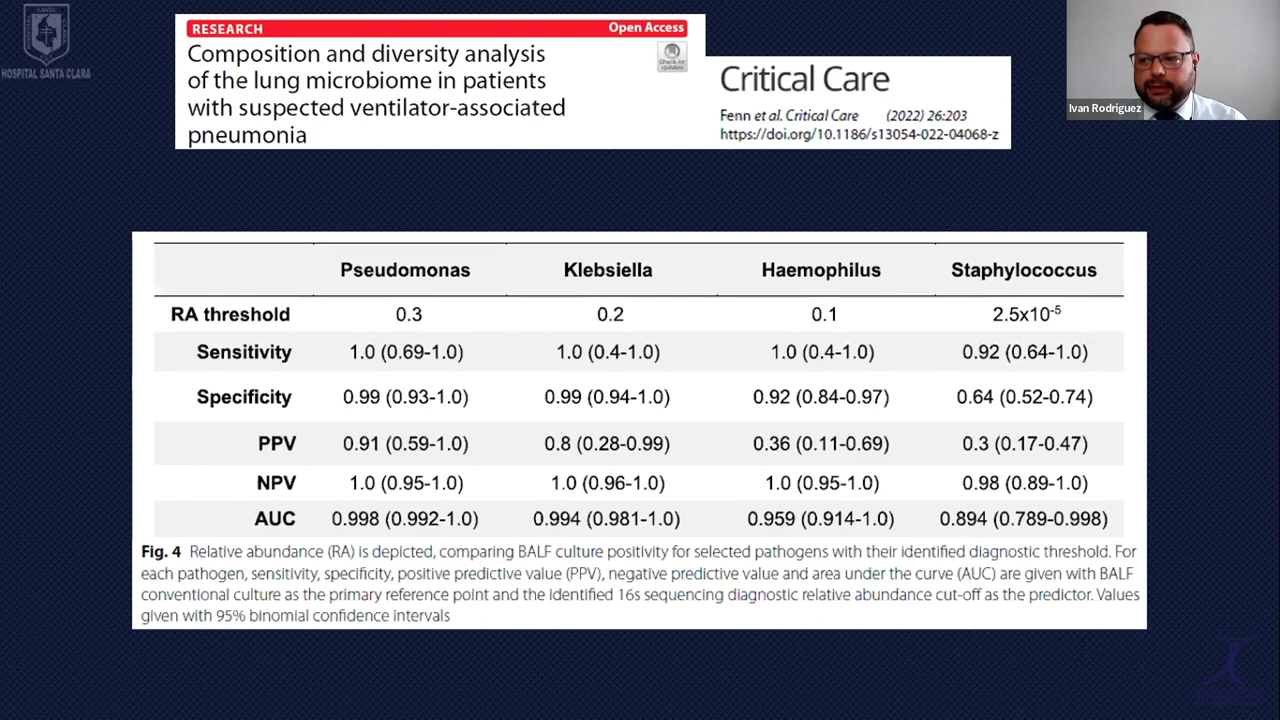 SANTA CLARA
HOSPITAL SANTA CLARA
RESEARCH
Open Access
Composition and diversity analysis
of the lung microbiome in patients
with suspected ventilator-associated
pneumonia
Check for
updates
Critical Care
Fenn et al. Critical Care (2022) 26:203
https://doi.org/10.1186/s13054-022-04068-z
Ivan Rodríguez
Pseudomonas Klebsiella Haemophilus Staphylococcus
RA threshold 0.3 0.2 0.1 2.5x10⁻⁵
Sensitivity 1.0 (0.69-1.0) 1.0 (0.4-1.0) 1.0 (0.4-1.0) 0.92 (0.64-1.0)
Specificity 0.99 (0.93-1.0) 0.99 (0.94-1.0) 0.92 (0.84-0.97) 0.64 (0.52-0.74)
PPV 0.91 (0.59-1.0) 0.8 (0.28-0.99) 0.36 (0.11-0.69) 0.3 (0.17-0.47)
NPV 1.0 (0.95-1.0) 1.0 (0.96-1.0) 1.0 (0.95-1.0) 0.98 (0.89-1.0)
AUC 0.998 (0.992-1.0) 0.994 (0.981-1.0) 0.959 (0.914-1.0) 0.894 (0.789-0.998)
Fig. 4 Relative abundance (RA) is depicted, comparing BALF culture positivity for selected pathogens with their identified diagnostic threshold. For
each pathogen, sensitivity, specificity, positive predictive value (PPV), negative predictive value and area under the curve (AUC) are given with BALF
conventional culture as the primary reference point and the identified 16s sequencing diagnostic relative abundance cut-off as the predictor. Values
given with 95% binomial confidence intervals